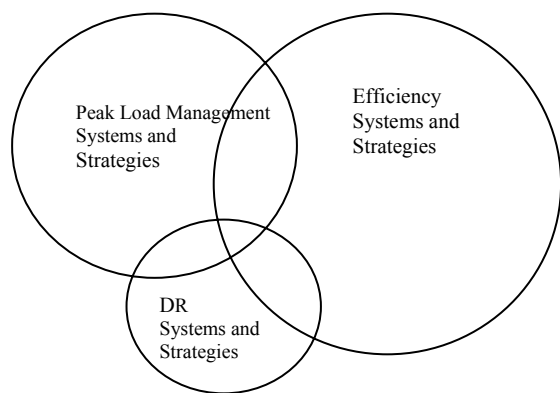 Peak Load Management
Systems and
Strategies
Efficiency
Systems and
Strategies
DR
Systems and
Strategies